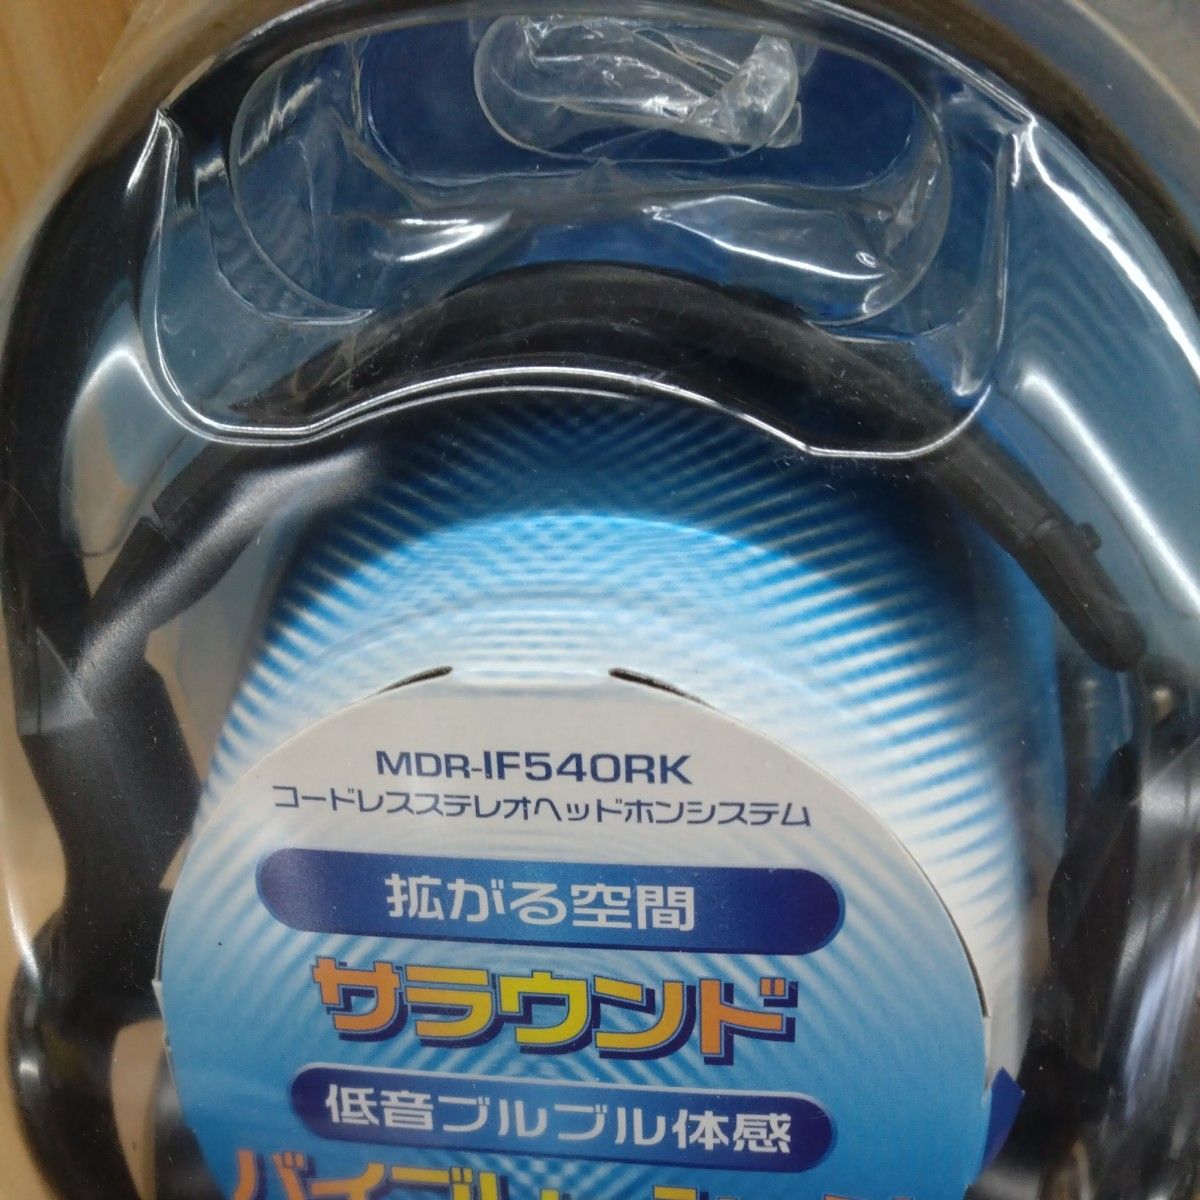 MDR-IF540RK
コードレスステレオヘッドホンシステム
拡がる空間
サラウンド
低音ブルブル体感